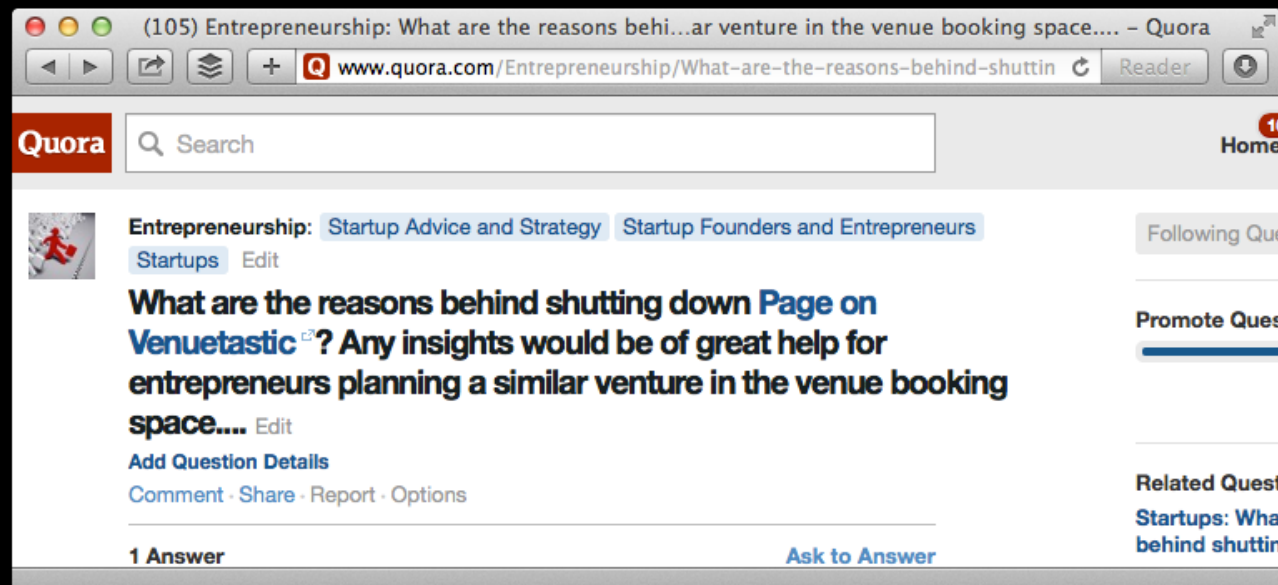 (105) Entrepreneurship: What are the reasons behi...ar venture in the venue booking space.... – Quora
www.quora.com/Entrepreneurship/What-are-the-reasons-behind-shuttin
Reader
Quora
Search
Home
Entrepreneurship: Startup Advice and Strategy Startup Founders and Entrepreneurs
Startups Edit
What are the reasons behind shutting down Page on
Venuetastic? Any insights would be of great help for
entrepreneurs planning a similar venture in the venue booking
space.... Edit
Add Question Details
Comment · Share · Report · Options
1 Answer Ask to Answer
Following Que
Promote Ques
Related Quest
Startups: Wha
behind shuttin